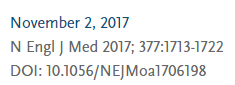 November 2, 2017
N Engl J Med 2017; 377:1713-1722
DOI: 10.1056/NEJMoa1706198